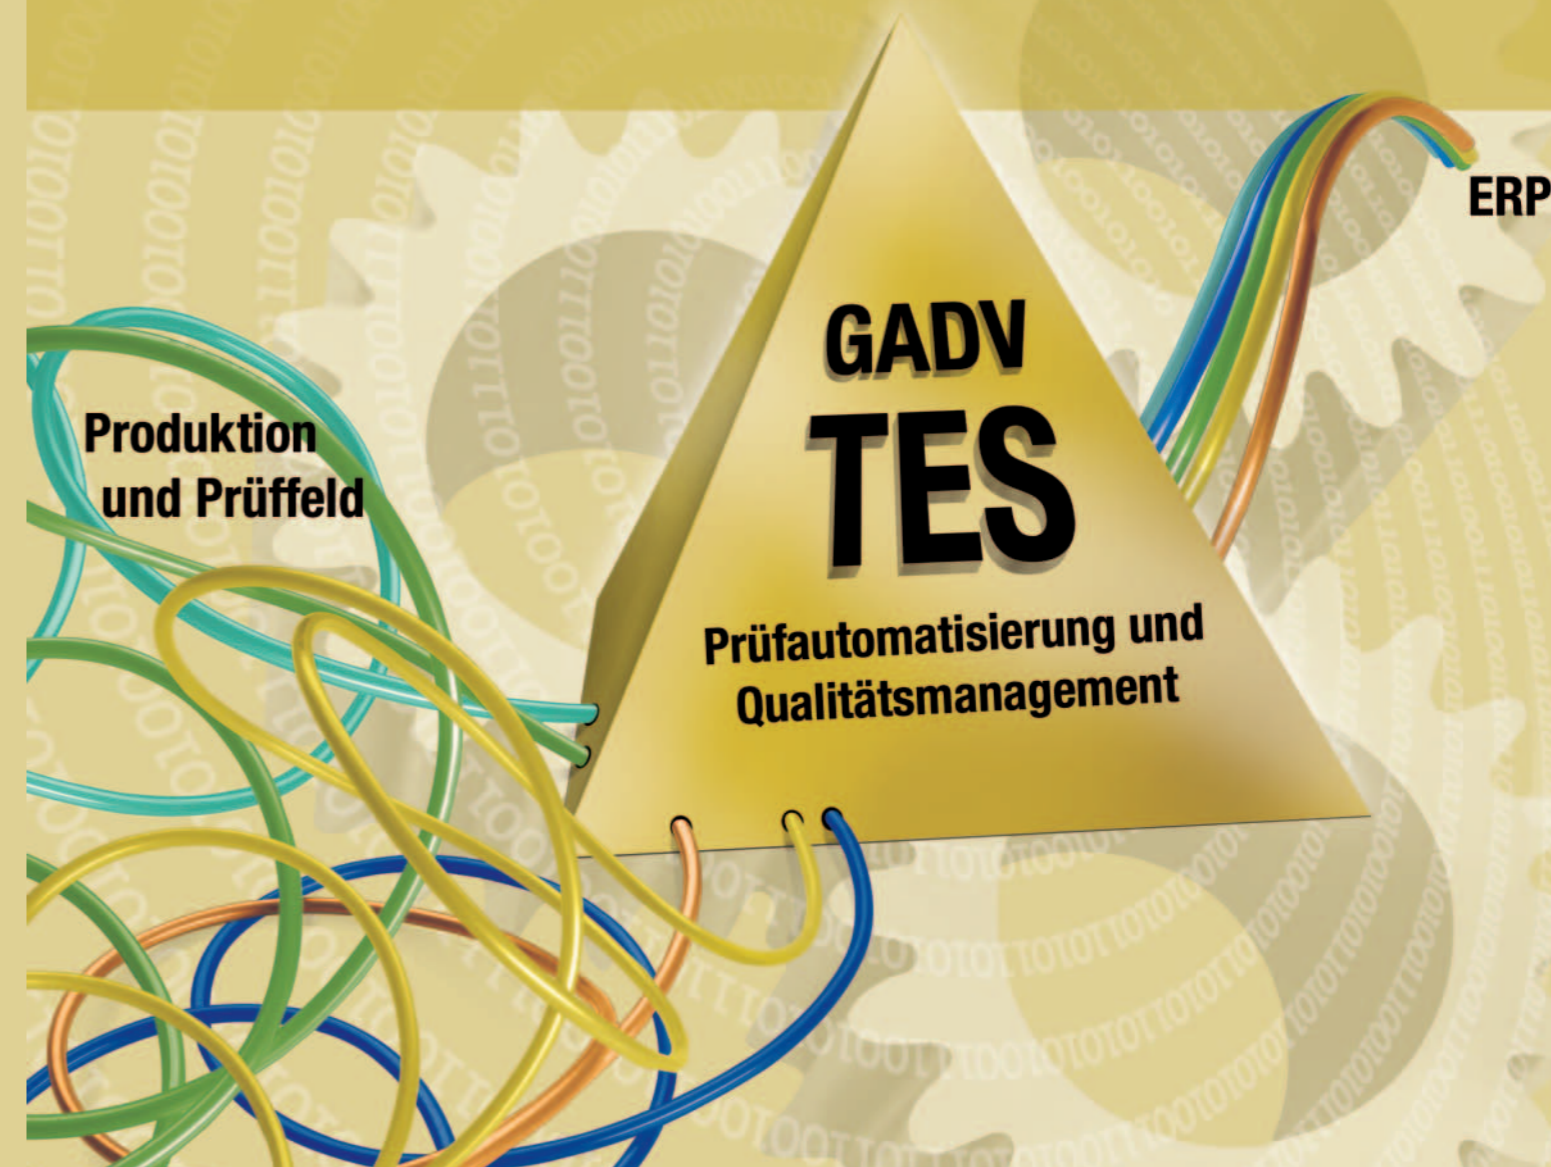 ERP
GADV
TES
Produktion
und Prüffeld
Prüfautomatisierung und
Qualitätsmanagement